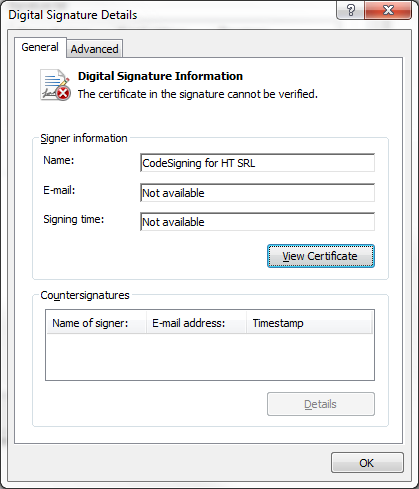 Digital Signature Details
General
Advanced
Digital Signature Information
The certificate in the signature cannot be verified.
Signer information
Name:
CodeSigning for HT SRL
E-mail:
Not available
Signing time:
Not available
View Certificate
Countersignatures
Name of signer: E-mail address: Timestamp
Details
OK